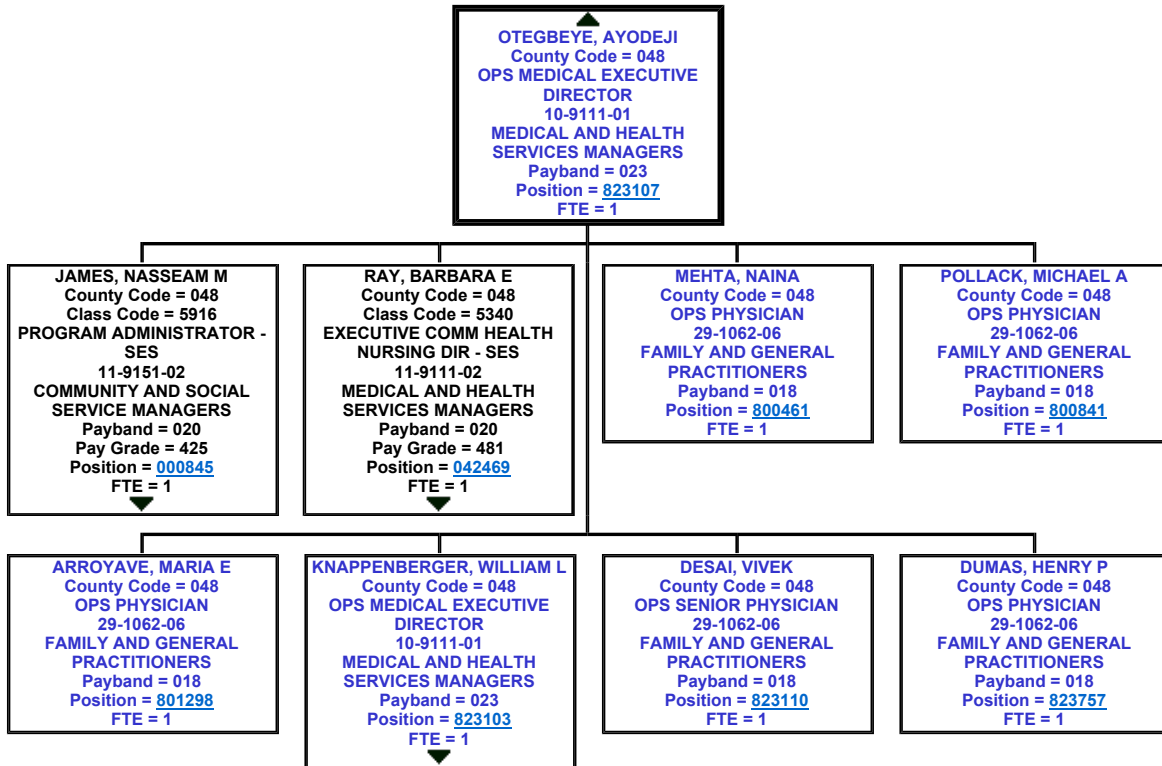 OTEGBEYE, AYODEJI
County Code = 048
OPS MEDICAL EXECUTIVE
DIRECTOR
10-9111-01
MEDICAL AND HEALTH
SERVICES MANAGERS
Payband = 023
Position = 823107
FTE = 1
JAMES, NASSEAM M
County Code = 048
Class Code = 5916
PROGRAM ADMINISTRATOR -
SES
11-9151-02
COMMUNITY AND SOCIAL
SERVICE MANAGERS
Payband = 020
Pay Grade = 425
Position = 000845
FTE = 1
RAY, BARBARA E
County Code = 048
Class Code = 5340
EXECUTIVE COMM HEALTH
NURSING DIR - SES
11-9111-02
MEDICAL AND HEALTH
SERVICES MANAGERS
Payband = 020
Pay Grade = 481
Position = 042469
FTE = 1
MEHTA, NAINA
County Code = 048
OPS PHYSICIAN
29-1062-06
FAMILY AND GENERAL
PRACTITIONERS
Payband = 018
Position = 800461
FTE = 1
POLLACK, MICHAEL A
County Code = 048
OPS PHYSICIAN
29-1062-06
FAMILY AND GENERAL
PRACTITIONERS
Payband = 018
Position = 800841
FTE = 1
ARROYAVE, MARIA E
County Code = 048
OPS PHYSICIAN
29-1062-06
FAMILY AND GENERAL
PRACTITIONERS
Payband = 018
Position = 801298
FTE = 1
KNAPPENBERGER, WILLIAM L
County Code = 048
OPS MEDICAL EXECUTIVE
DIRECTOR
10-9111-01
MEDICAL AND HEALTH
SERVICES MANAGERS
Payband = 023
Position = 823103
FTE = 1
DESAI, VIVEK
County Code = 048
OPS SENIOR PHYSICIAN
29-1062-06
FAMILY AND GENERAL
PRACTITIONERS
Payband = 018
Position = 823110
FTE = 1
DUMAS, HENRY P
County Code = 048
OPS PHYSICIAN
29-1062-06
FAMILY AND GENERAL
PRACTITIONERS
Payband = 018
Position = 823757
FTE = 1